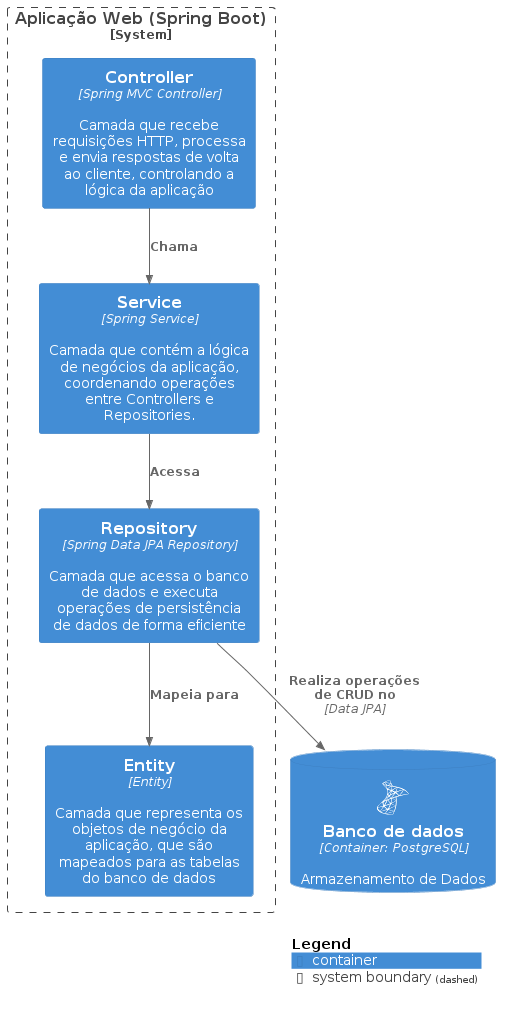 Aplicação Web (Spring Boot)
[System]
Controller
[Spring MVC Controller]
Camada que recebe
requisições HTTP, processa
e envia respostas de volta
ao cliente, controlando a
lógica da aplicação
Chama
Service
[Spring Service]
Camada que contém a lógica
de negócios da aplicação,
coordenando operações
entre Controllers e
Repositories.
Acessa
Repository
[Spring Data JPA Repository]
Camada que acessa o banco
de dados e executa
operações de persistência
de dados de forma eficiente
Mapeia para
Realiza operações
de CRUD no
[Data JPA]
Entity
[Entity]
Camada que representa os
objetos de negócio da
aplicação, que são
mapeados para as tabelas
do banco de dados
Banco de dados
[Container: PostgreSQL]
Armazenamento de Dados
Legend
container
system boundary (dashed)